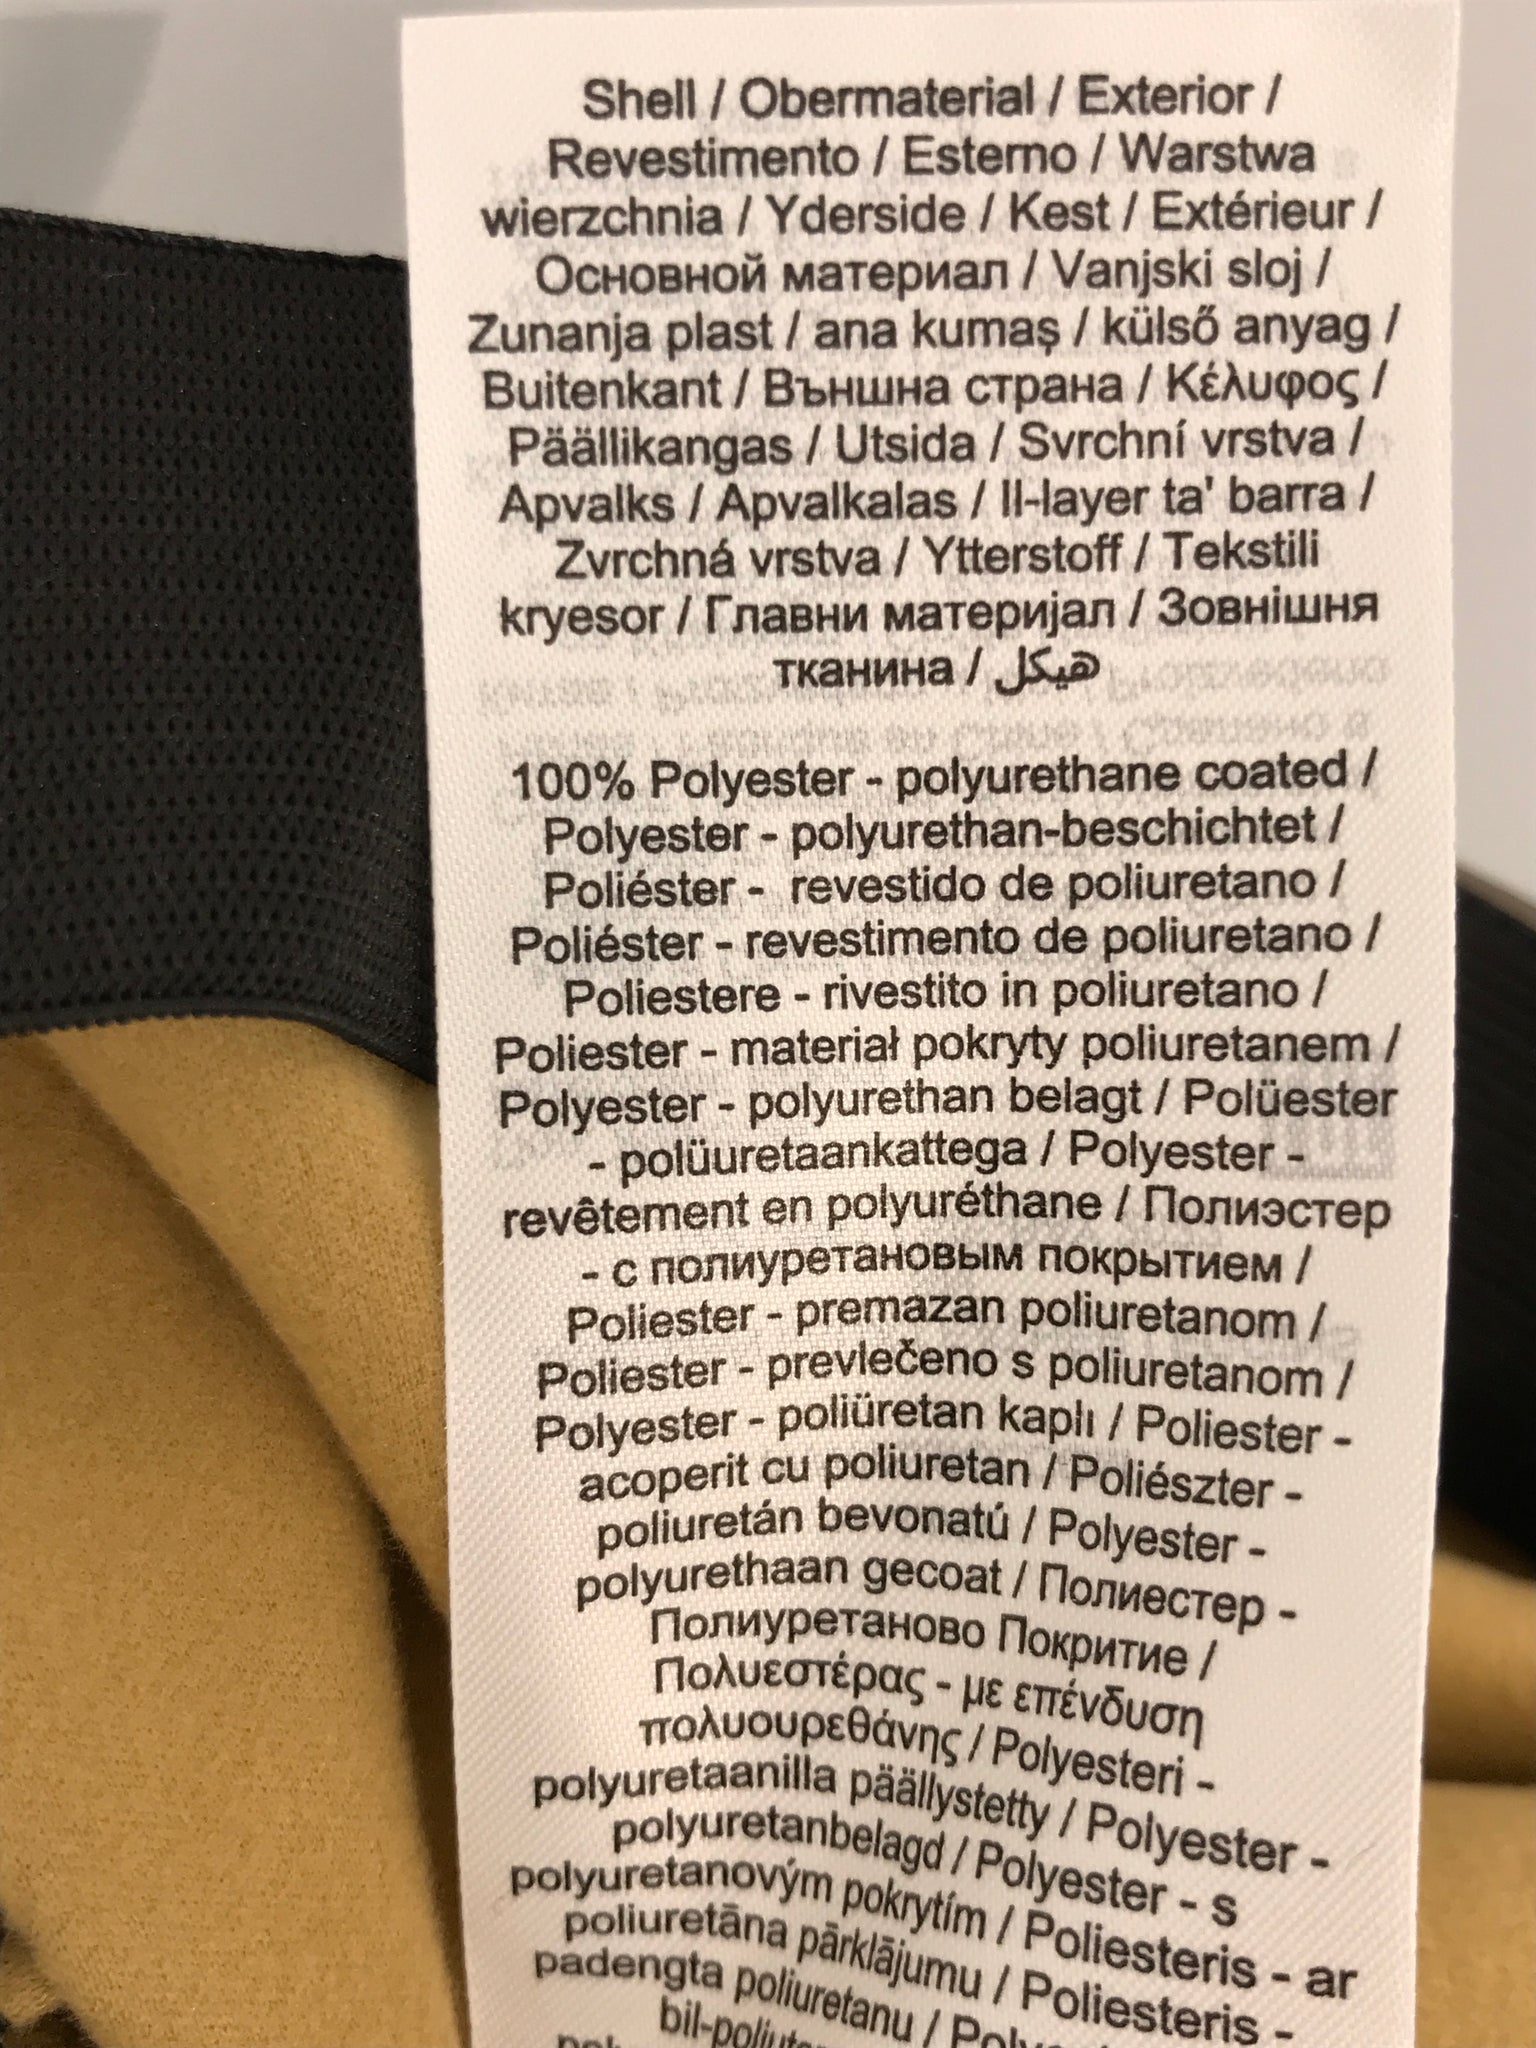 Shell / Obermaterial / Exterior /
Revestimento / Esterno / Warstwa
wierzchnia / Yderside / Kest / Extérieur /
Основной материал / Vanjski sloj /
Zunanja plast / ana kumaş / külső anyag /
Buitenkant / Външна страна / Κέλυφος /
Päällikangas / Utsida / Svrchní vrstva /
Apvalks / Apvalkalas / Il-layer ta' barra /
Zvrchná vrstva / Ytterstoff / Tekstili
kryesor / Главни материјал / Зовнішня
тканина / هيكل
100% Polyester - polyurethane coated /
Polyester - polyurethan-beschichtet /
Poliéster - revestido de poliuretano /
Poliéster - revestimento de poliuretano /
Poliestere - rivestito in poliuretano /
Poliester - materiał pokryty poliuretanem /
Polyester - polyurethan belagt / Polüester
- polüuretaankattega / Polyester -
revêtement en polyuréthane / Полиэстер
- с полиуретановым покрытием /
Poliester - premazan poliuretanom /
Poliester - prevlečeno s poliuretanom /
Polyester - poliüretan kaplı / Poliester -
acoperit cu poliuretan / Poliészter -
poliuretán bevonatú / Polyester -
polyurethaan gecoat / Полиестер -
Полиуретаново Покритие /
Πολυεστέρας - με επένδυση
πολυουρεθάνης / Polyesteri -
polyuretaanilla päällystetty / Polyester -
polyuretanbelagd / Polyester - s
polyuretanovým pokrytím / Poliesteris - ar
poliuretāna pārklājumu / Poliesteris -
padengta poliuretanu /